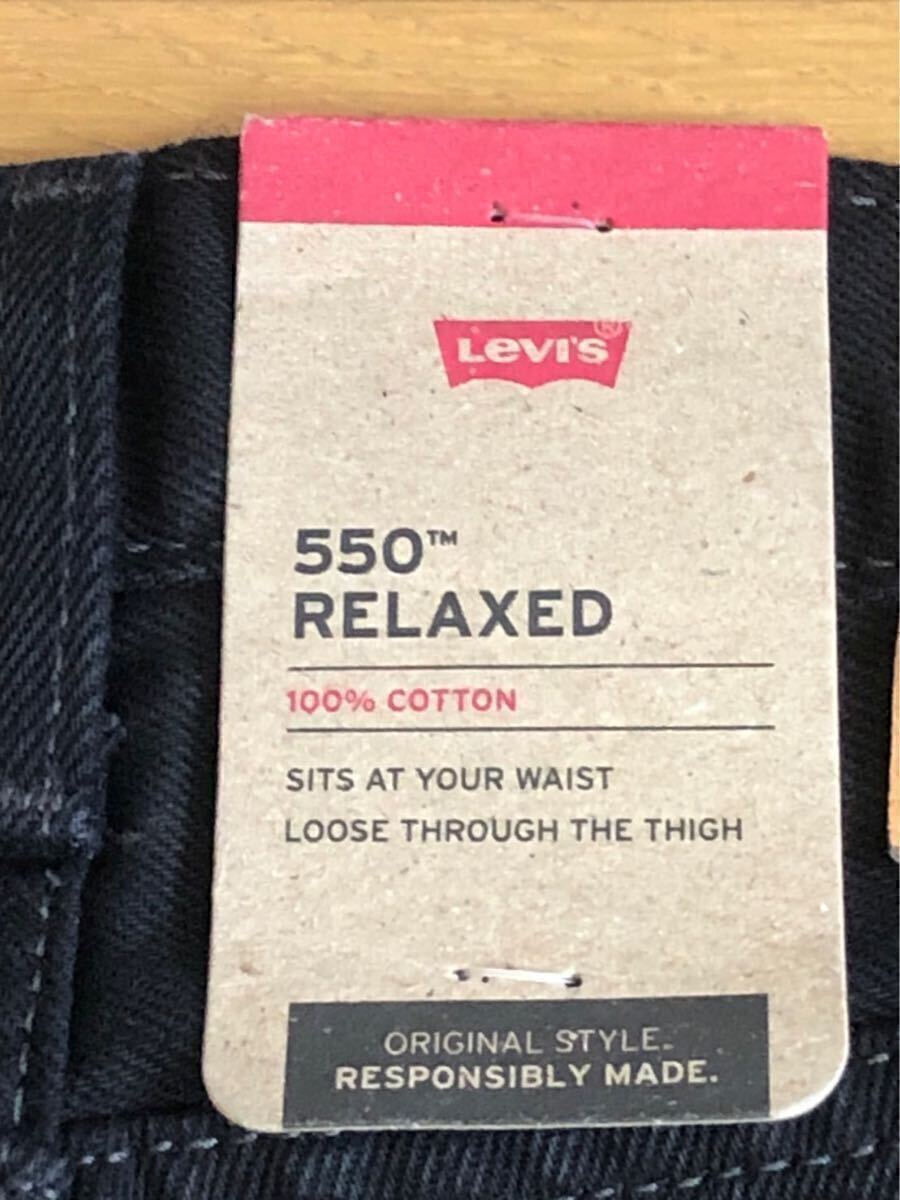 Levi's®
550™
RELAXED
100% COTTON
SITS AT YOUR WAIST
LOOSE THROUGH THE THIGH
ORIGINAL STYLE.
RESPONSIBLY MADE.